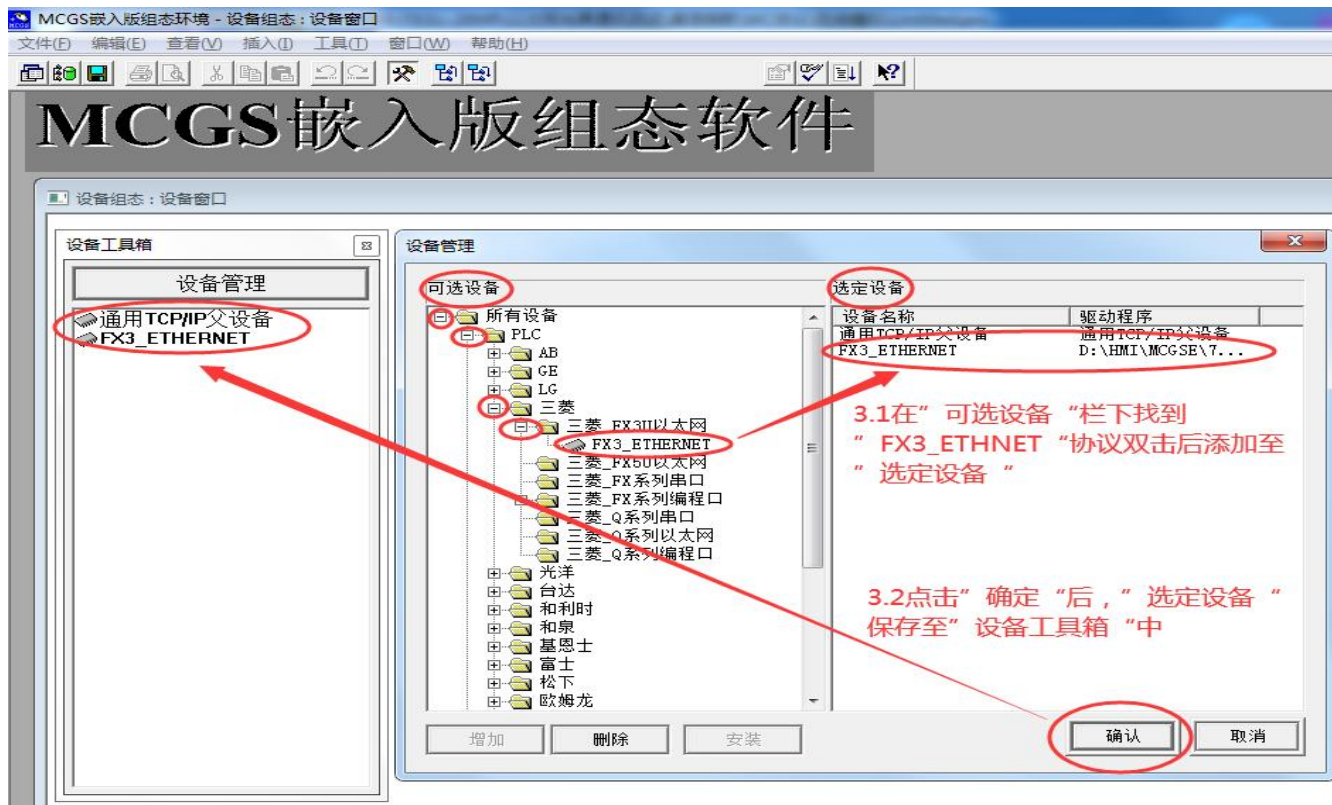 MCGS嵌入版组态环境 - 设备组态 : 设备窗口
文件(F) 编辑(E) 查看(V) 插入(I) 工具(T) 窗口(W) 帮助(H)
MCGS嵌入版组态软件
设备组态 : 设备窗口
设备工具箱
设备管理
通用TCP/IP父设备
FX3_ETHERNET
设备管理
可选设备
所有设备
PLC
AB
GE
LG
三菱
三菱_FX3U以太网
FX3_ETHERNET
三菱_FX5U以太网
三菱_FX系列串口
三菱_FX系列编程口
三菱_Q系列串口
三菱_Q系列以太网
三菱_Q系列编程口
光洋
台达
和利时
和泉
基恩士
富士
松下
欧姆龙
选定设备
设备名称 驱动程序
通用TCP/IP父设备 通用TCP/IP父设备
FX3_ETHERNET D:\HMI\MCGSE\7...
3.1在”可选设备“栏下找到
”FX3_ETHNET“协议双击后添加至
”选定设备“
3.2点击”确定“后，”选定设备“
保存至”设备工具箱“中
增加 删除 安装 确认 取消